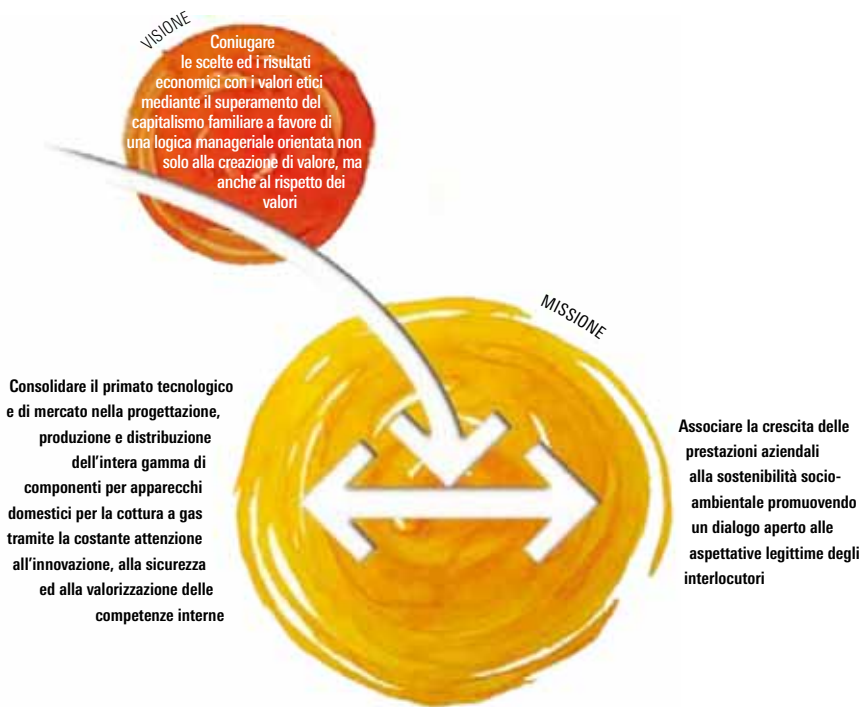 VISIONE
Coniugare
le scelte ed i risultati
economici con i valori etici
mediante il superamento del
capitalismo familiare a favore di
una logica manageriale orientata non
solo alla creazione di valore, ma
anche al rispetto dei
valori
MISSIONE
Consolidare il primato tecnologico
e di mercato nella progettazione,
produzione e distribuzione
dell'intera gamma di
componenti per apparecchi
domestici per la cottura a gas
tramite la costante attenzione
all'innovazione, alla sicurezza
ed alla valorizzazione delle
competenze interne
Associare la crescita delle
prestazioni aziendali
alla sostenibilità socio-
ambientale promuovendo
un dialogo aperto alle
aspettative legittime degli
interlocutori